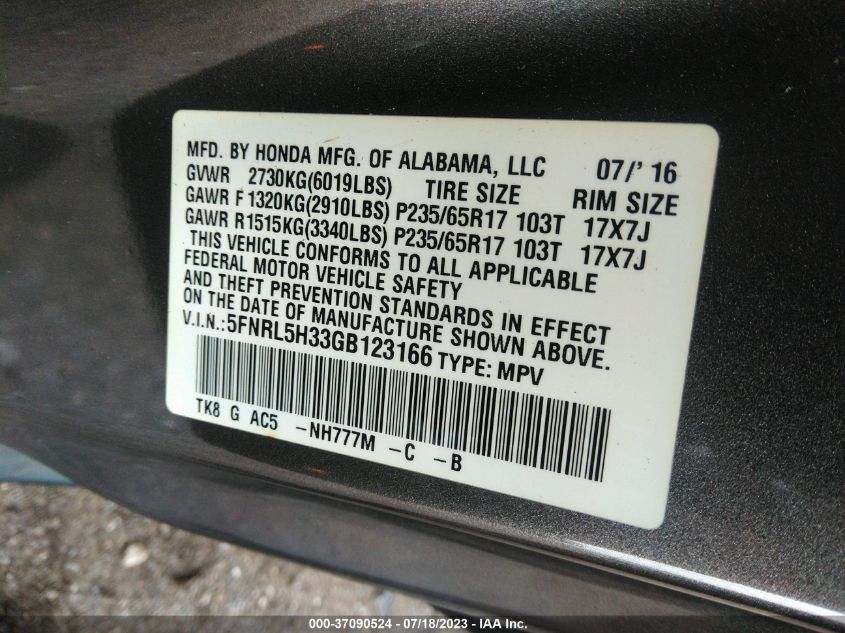 MFD. BY HONDA MFG. OF ALABAMA, LLC 07/' 16
GVWR 2730KG(6019LBS) TIRE SIZE RIM SIZE
GAWR F 1320KG(2910LBS) P235/65R17 103T 17X7J
GAWR R1515KG(3340LBS) P235/65R17 103T 17X7J
THIS VEHICLE CONFORMS TO ALL APPLICABLE
FEDERAL MOTOR VEHICLE SAFETY
AND THEFT PREVENTION STANDARDS IN EFFECT
ON THE DATE OF MANUFACTURE SHOWN ABOVE.
V.I.N.:5FNRL5H33GB123166 TYPE: MPV
TK8 G AC5 -NH777M -C -B
000-37090524 - 07/18/2023 - IAA Inc.